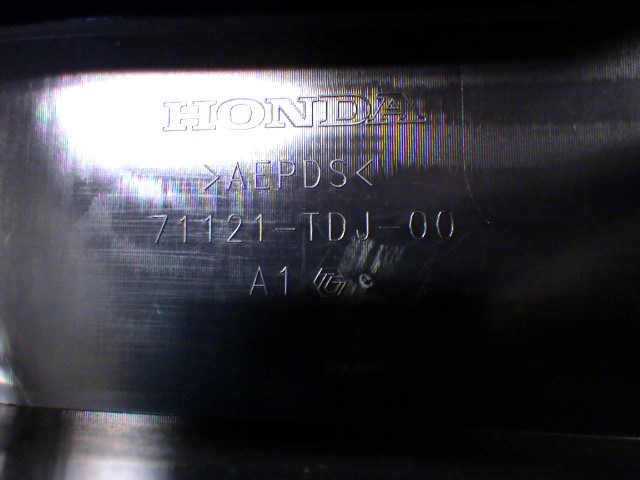 HONDA
>AEPDS<
71121-TDJ-00
A1